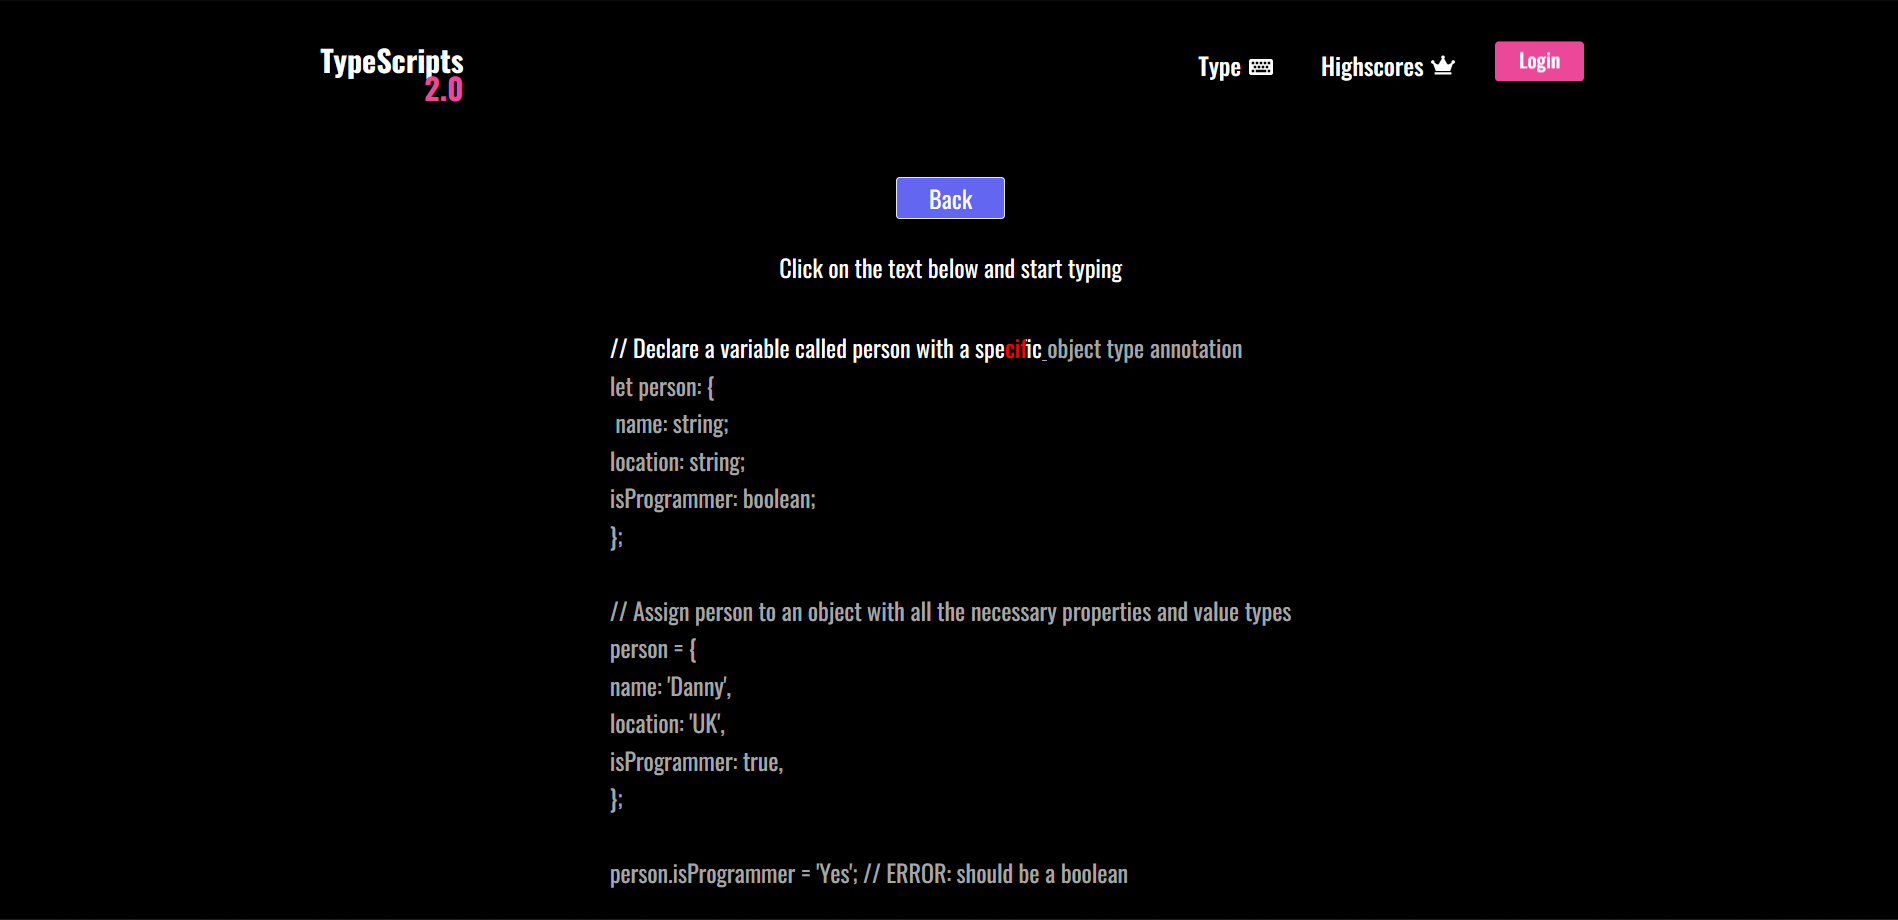 TypeScripts
2.0
Type
Highscores
Login
Back
Click on the text below and start typing
// Declare a variable called person with a specific object type annotation
let person: {
name: string;
location: string;
isProgrammer: boolean;
};
// Assign person to an object with all the necessary properties and value types
person = {
name: 'Danny',
location: 'UK',
isProgrammer: true,
};
person.isProgrammer = 'Yes'; // ERROR: should be a boolean